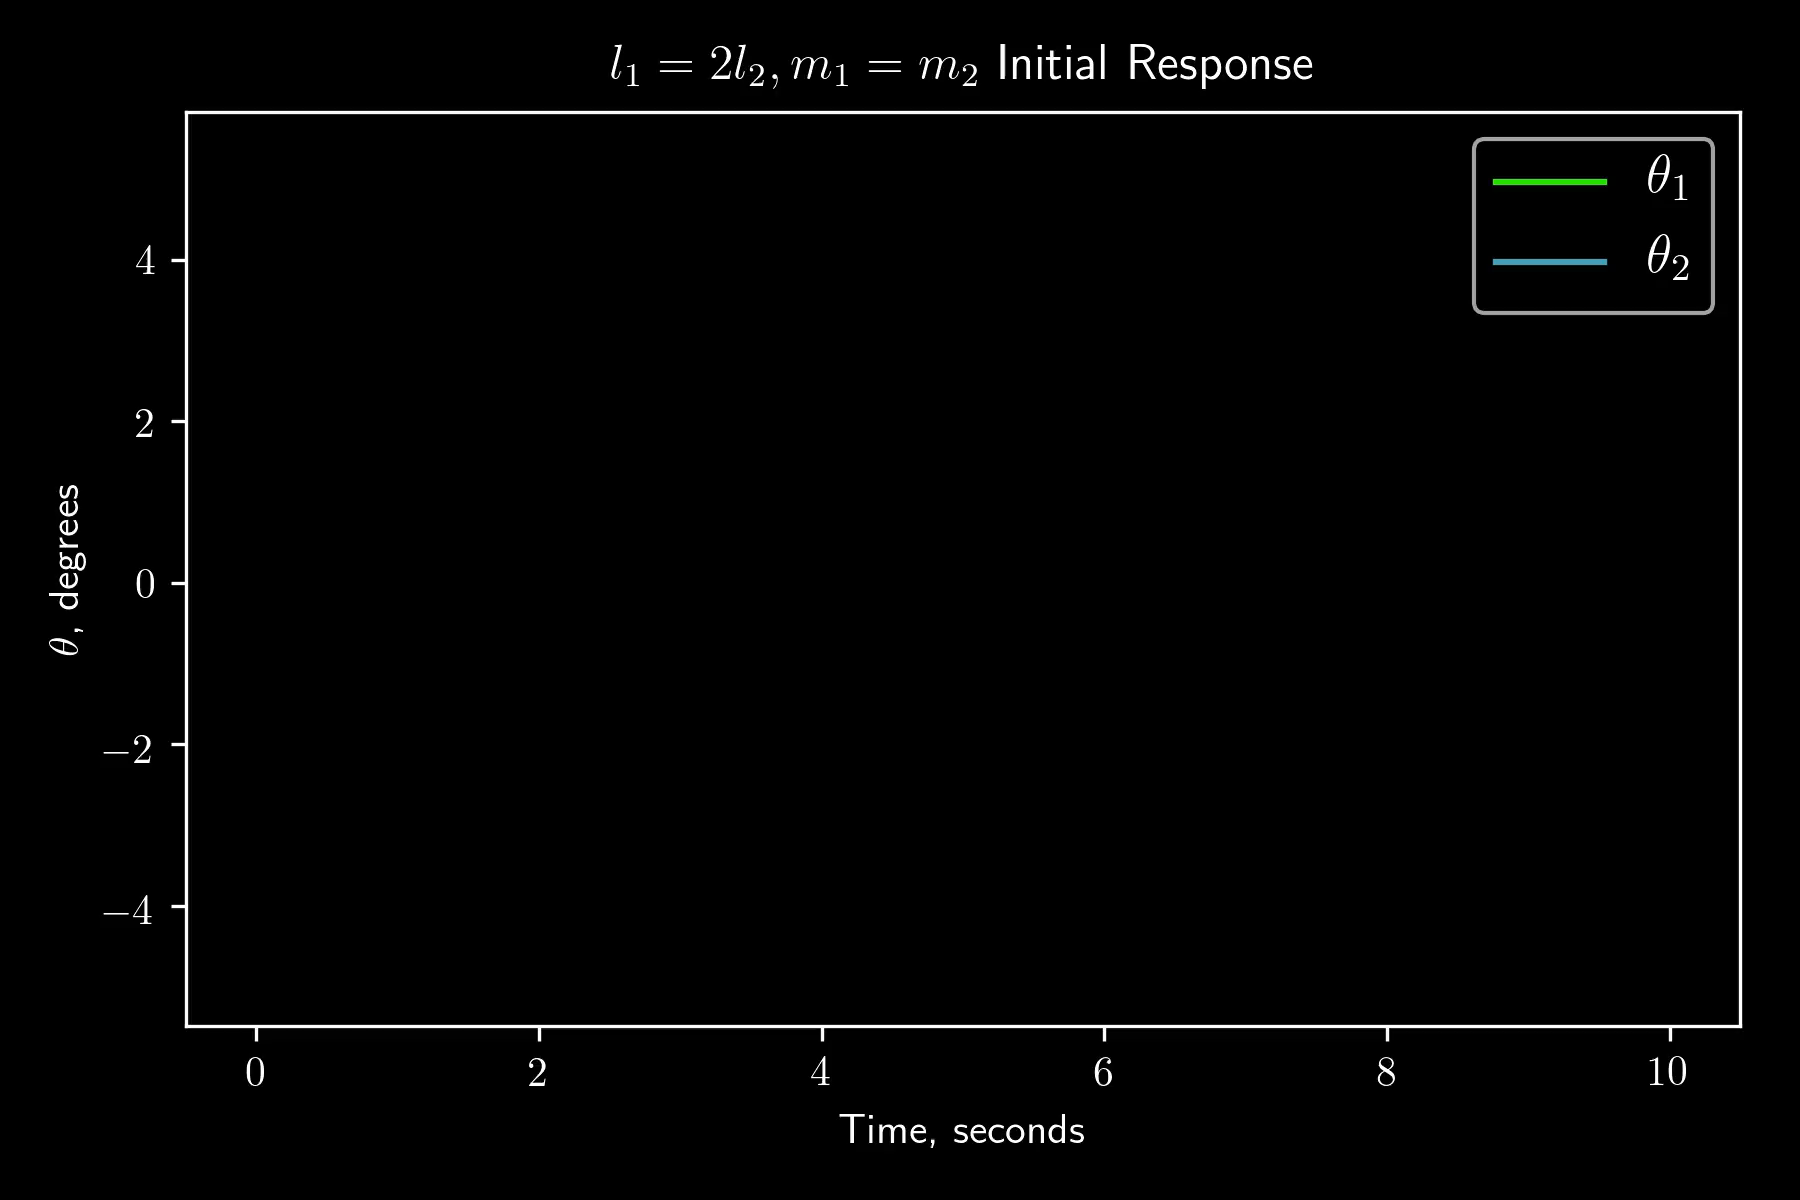 l₁ = 2l₂, m₁ = m₂ Initial Response
θ₁
θ₂
4
2
0
−2
−4
θ, degrees
0 2 4 6 8 10
Time, seconds